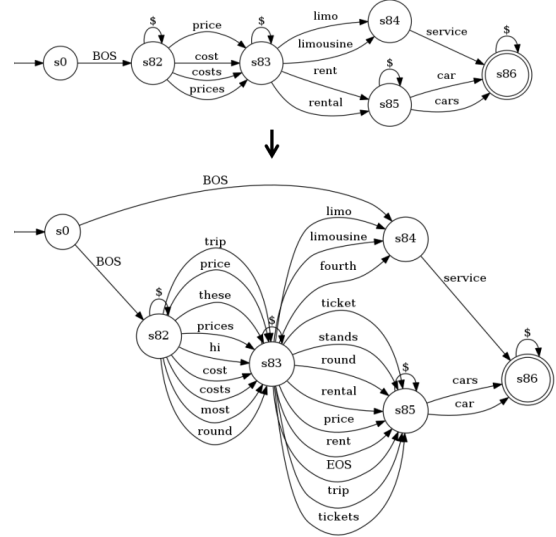 $
price
$
limo
s84
$
limousine
service
s0
BOS
s82
cost
s83
costs
rent
$
car
s86
prices
rental
s85
cars
BOS
s0
trip
limo
s84
BOS
price
limousine
$
these
fourth
service
$
ticket
s82
prices
stands
$
hi
s83
round
$
cost
rental
cars
s86
costs
price
s85
car
most
rent
round
EOS
trip
tickets